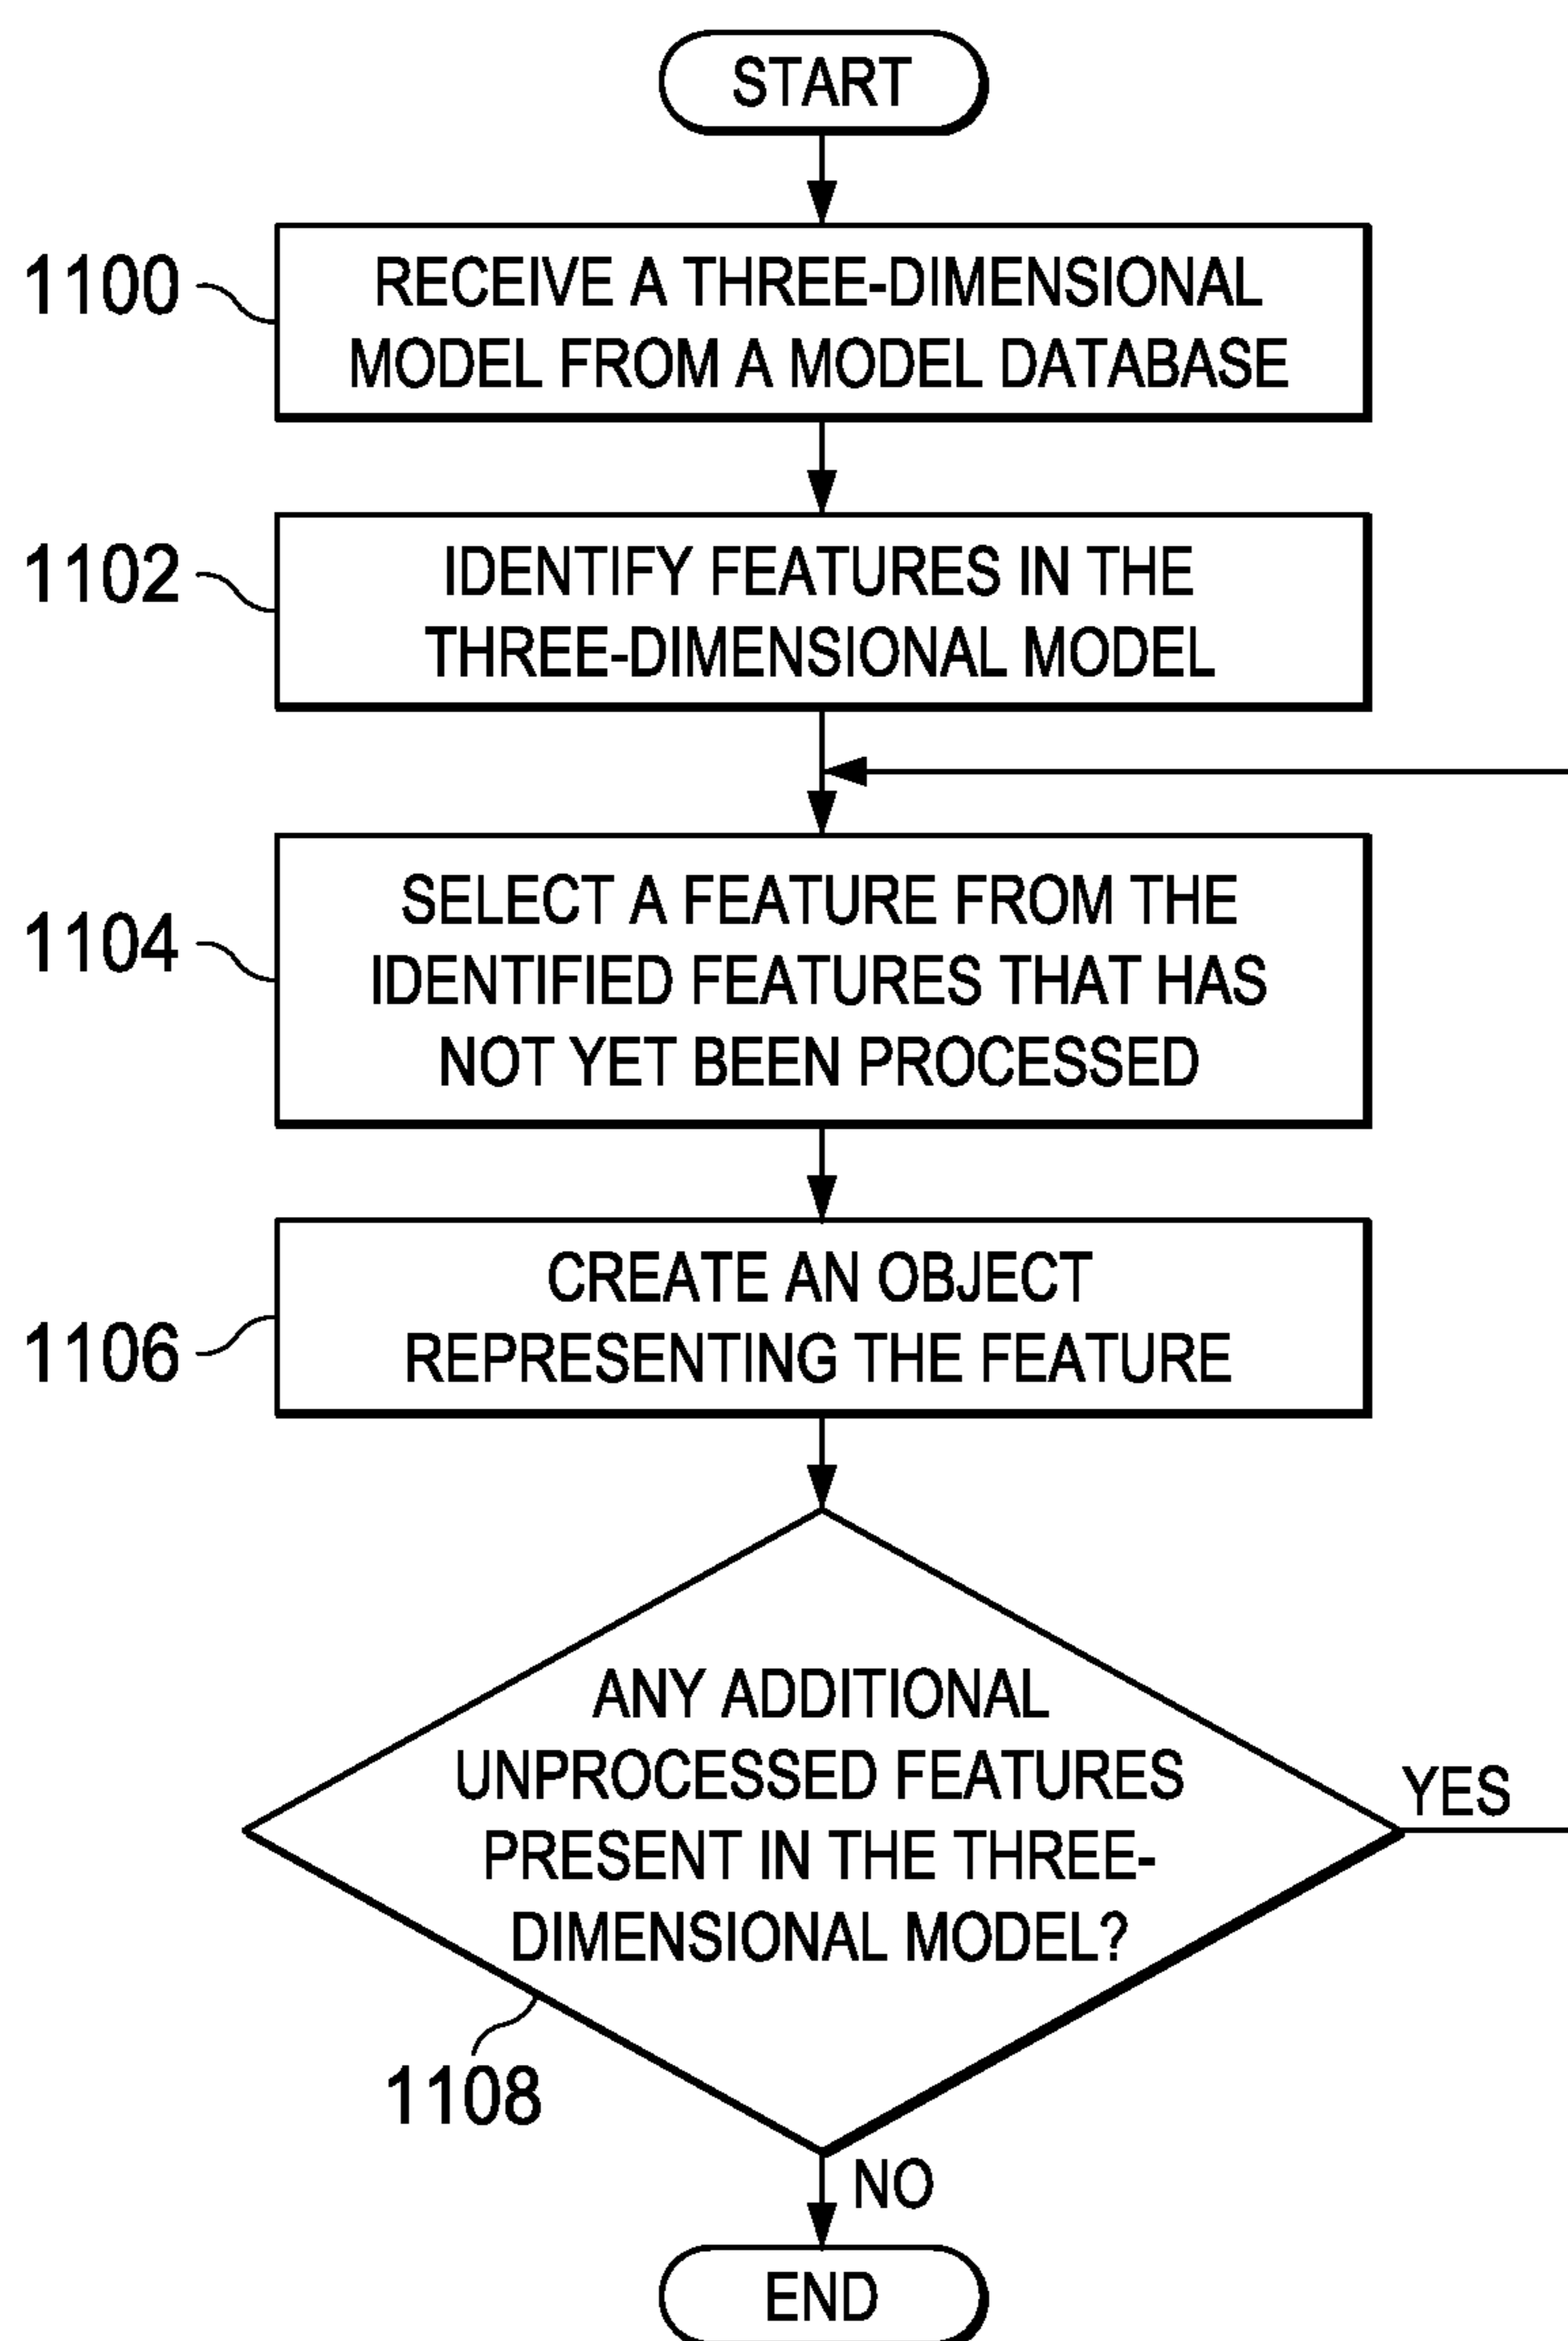 START
1100
RECEIVE A THREE-DIMENSIONAL
MODEL FROM A MODEL DATABASE
1102
IDENTIFY FEATURES IN THE
THREE-DIMENSIONAL MODEL
1104
SELECT A FEATURE FROM THE
IDENTIFIED FEATURES THAT HAS
NOT YET BEEN PROCESSED
1106
CREATE AN OBJECT
REPRESENTING THE FEATURE
ANY ADDITIONAL
UNPROCESSED FEATURES
PRESENT IN THE THREE-
DIMENSIONAL MODEL?
YES
1108
NO
END